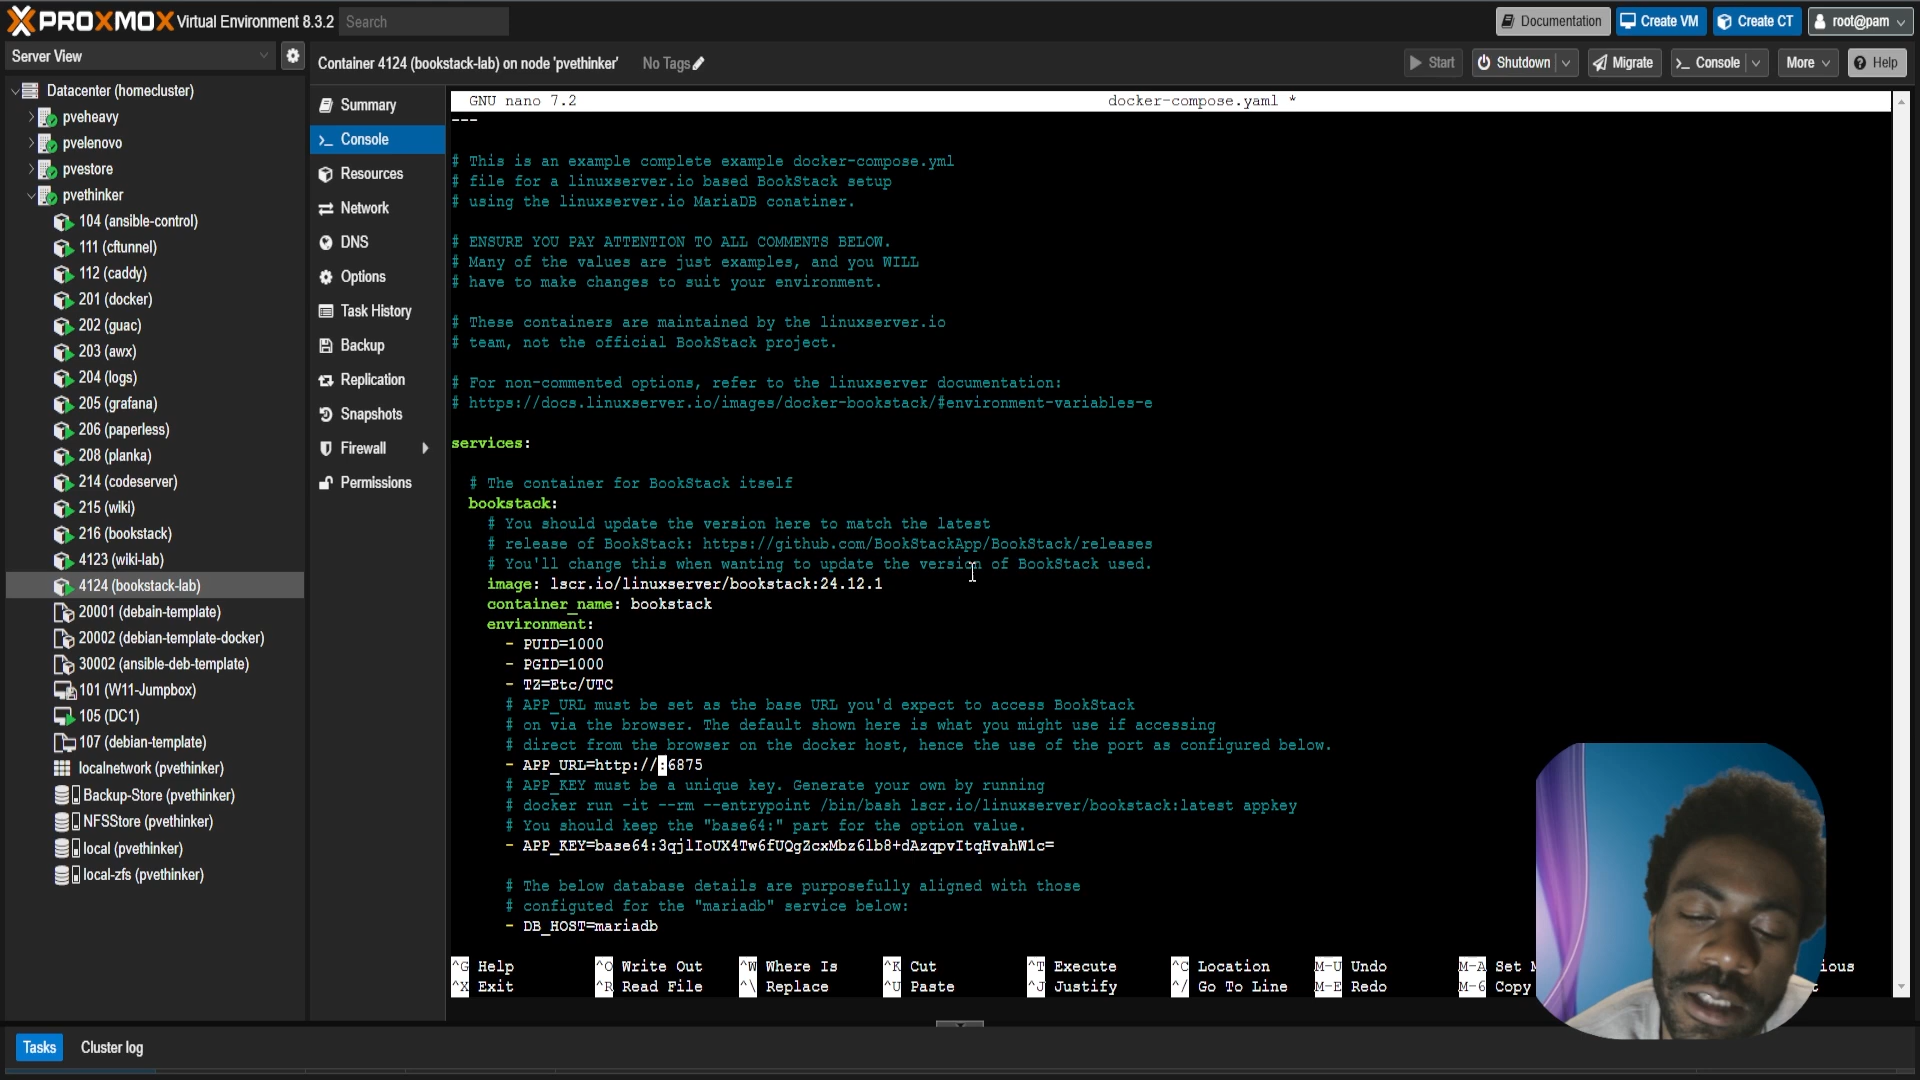 PROXMOX Virtual Environment 8.3.2 Search Documentation Create VM Create CT root@pam
Server View
Container 4124 (bookstack-lab) on node 'pvethinker' No Tags Start Shutdown Migrate Console More Help
Datacenter (homecluster)
pveheavy
pvelenovo
pvestore
pvethinker
104 (ansible-control)
111 (cftunnel)
112 (caddy)
201 (docker)
202 (guac)
203 (awx)
204 (logs)
205 (grafana)
206 (paperless)
208 (planka)
214 (codeserver)
215 (wiki)
216 (bookstack)
4123 (wiki-lab)
4124 (bookstack-lab)
20001 (debain-template)
20002 (debian-template-docker)
30002 (ansible-deb-template)
101 (W11-Jumpbox)
105 (DC1)
107 (debian-template)
localnetwork (pvethinker)
Backup-Store (pvethinker)
NFSStore (pvethinker)
local (pvethinker)
local-zfs (pvethinker)
Summary
Console
Resources
Network
DNS
Options
Task History
Backup
Replication
Snapshots
Firewall
Permissions
GNU nano 7.2 docker-compose.yaml *
---
# This is an example complete example docker-compose.yml
# file for a linuxserver.io based BookStack setup
# using the linuxserver.io MariaDB conatiner.
# ENSURE YOU PAY ATTENTION TO ALL COMMENTS BELOW.
# Many of the values are just examples, and you WILL
# have to make changes to suit your environment.
# These containers are maintained by the linuxserver.io
# team, not the official BookStack project.
# For non-commented options, refer to the linuxserver documentation:
# https://docs.linuxserver.io/images/docker-bookstack/#environment-variables-e
services:
# The container for BookStack itself
bookstack:
# You should update the version here to match the latest
# release of BookStack: https://github.com/BookStackApp/BookStack/releases
# You'll change this when wanting to update the version of BookStack used.
image: lscr.io/linuxserver/bookstack:24.12.1
container_name: bookstack
environment:
- PUID=1000
- PGID=1000
- TZ=Etc/UTC
# APP_URL must be set as the base URL you'd expect to access BookStack
# on via the browser. The default shown here is what you might use if accessing
# direct from the browser on the docker host, hence the use of the port as configured below.
- APP_URL=http://:6875
# APP_KEY must be a unique key. Generate your own by running
# docker run -it --rm --entrypoint /bin/bash lscr.io/linuxserver/bookstack:latest appkey
# You should keep the "base64:" part for the option value.
- APP_KEY=base64:3qjlIoUX4Tw6fUQgZcxMbz6lb8+dAzqpvItqHvahW1c=
# The below database details are purposefully aligned with those
# configuted for the "mariadb" service below:
- DB_HOST=mariadb
^G Help ^O Write Out ^W Where Is ^K Cut ^T Execute ^C Location M-U Undo M-A Set M ious
^X Exit ^R Read File ^\ Replace ^U Paste ^J Justify ^/ Go To Line M-E Redo M-6 Copy
Tasks Cluster log